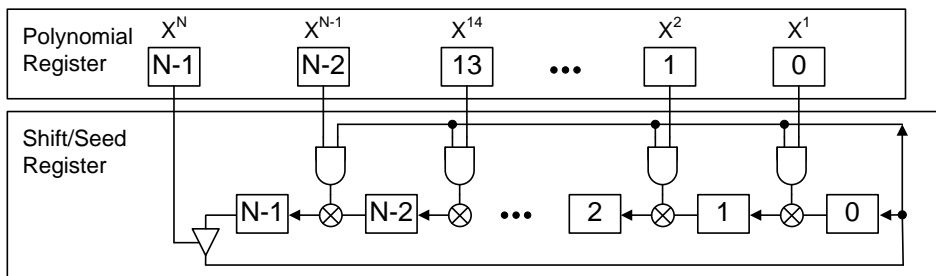 Polynomial
Register
X^N X^N-1 X^14 X^2 X^1
N-1 N-2 13 ••• 1 0
Shift/Seed
Register
N-1 N-2 ••• 2 1 0